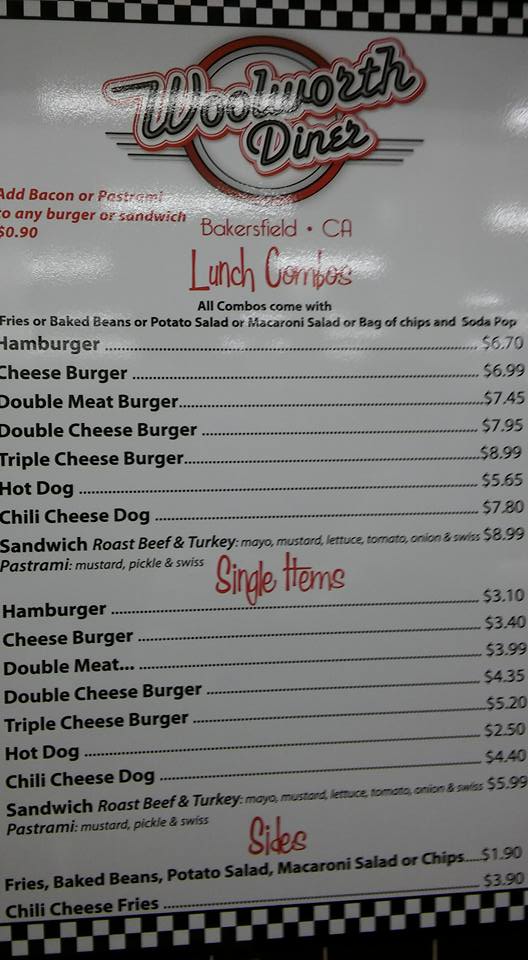 Woolworth
Diner
Add Bacon or Pastrami
to any burger or sandwich
$0.90
Bakersfield • CA
Lunch Combos
All Combos come with
Fries or Baked Beans or Potato Salad or Macaroni Salad or Bag of chips and Soda Pop
Hamburger ........ $6.70
Cheese Burger ........ $6.99
Double Meat Burger........ $7.45
Double Cheese Burger ........ $7.95
Triple Cheese Burger........ $8.99
Hot Dog ........ $5.65
Chili Cheese Dog ........ $7.80
Sandwich Roast Beef & Turkey: mayo, mustard, lettuce, tomato, onion & swiss $8.99
Pastrami: mustard, pickle & swiss
Single Items
Hamburger ........ $3.10
Cheese Burger ........ $3.40
Double Meat... ........ $3.99
Double Cheese Burger ........ $4.35
Triple Cheese Burger ........ $5.20
Hot Dog ........ $2.50
Chili Cheese Dog ........ $4.40
Sandwich Roast Beef & Turkey: mayo, mustard, lettuce, tomato, onion & swiss $5.99
Pastrami: mustard, pickle & swiss
Sides
Fries, Baked Beans, Potato Salad, Macaroni Salad or Chips....$1.90
Chili Cheese Fries ........ $3.90